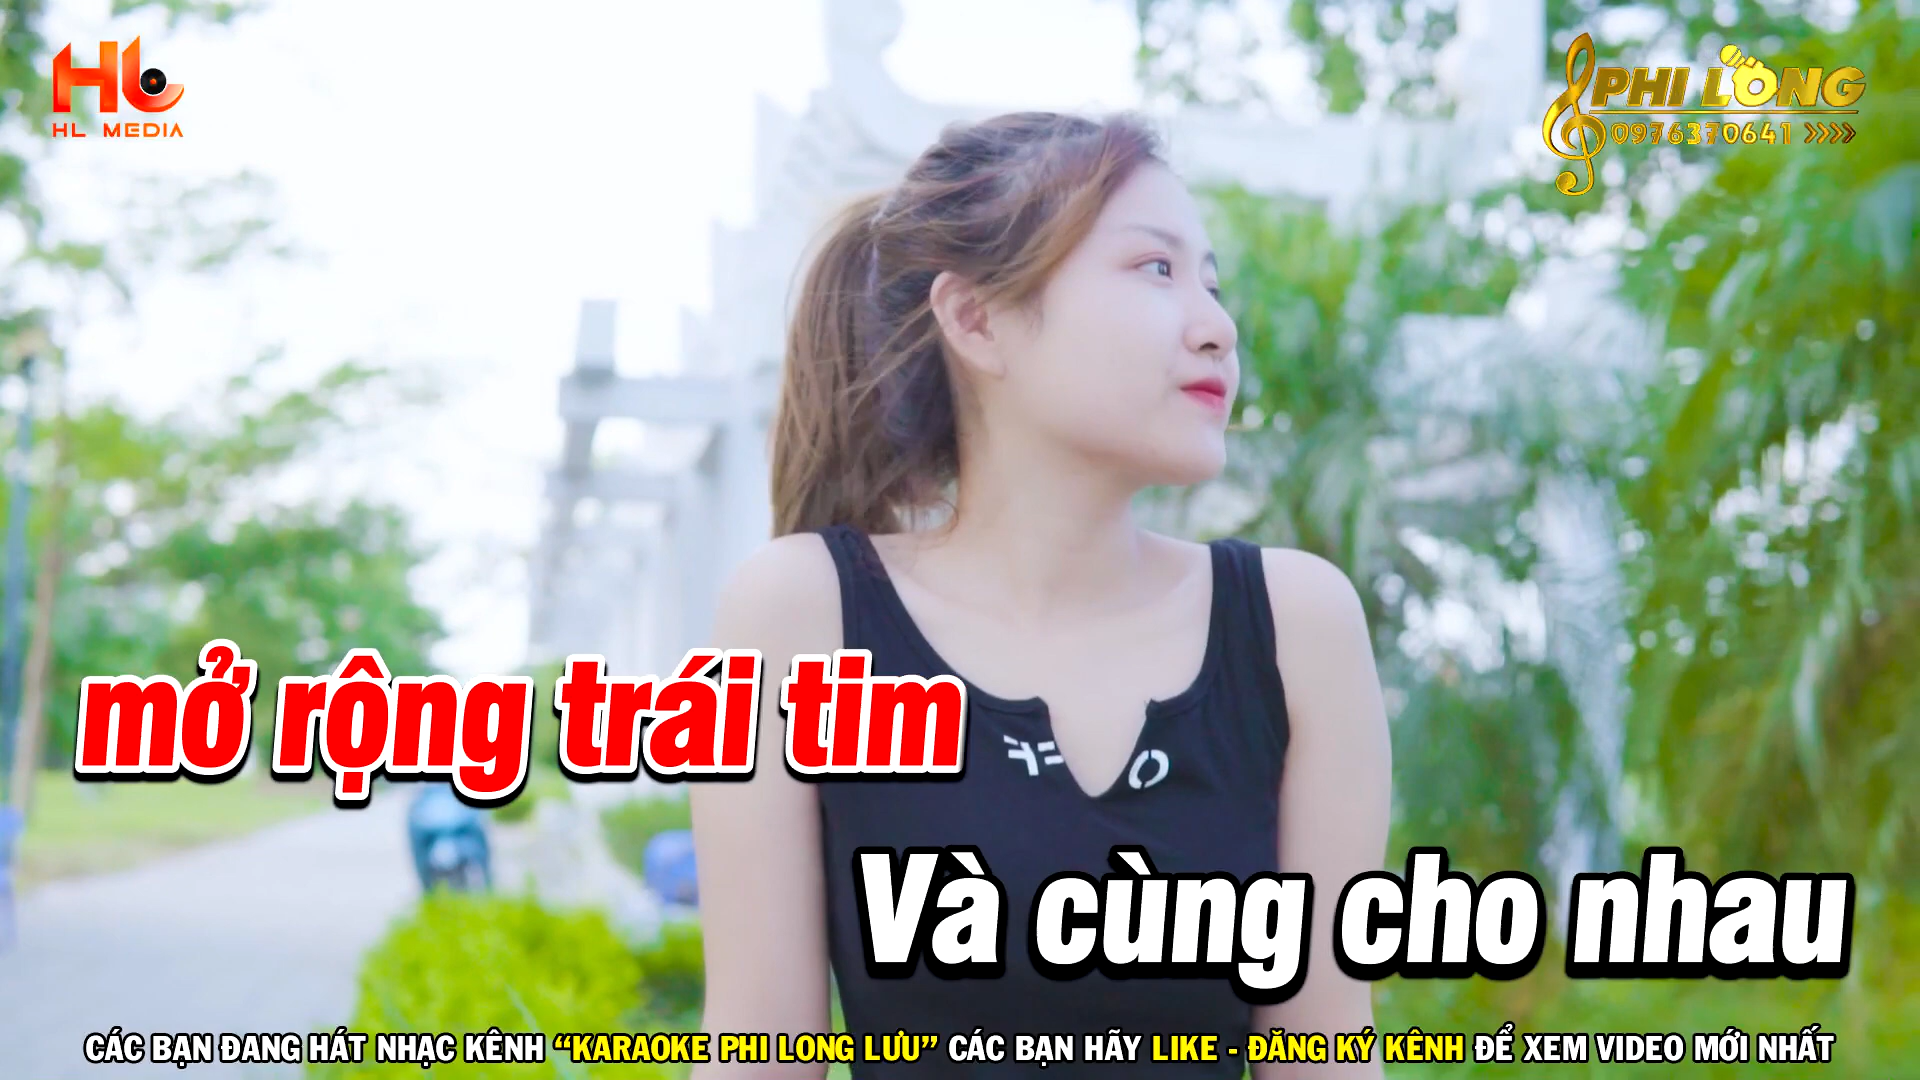 HL MEDIA
PHI LONG
0976370641 >>>>
mở rộng trái tim
Và cùng cho nhau
CÁC BẠN ĐANG HÁT NHẠC KÊNH “KARAOKE PHI LONG LƯU” CÁC BẠN HÃY LIKE - ĐĂNG KÝ KÊNH ĐỂ XEM VIDEO MỚI NHẤT